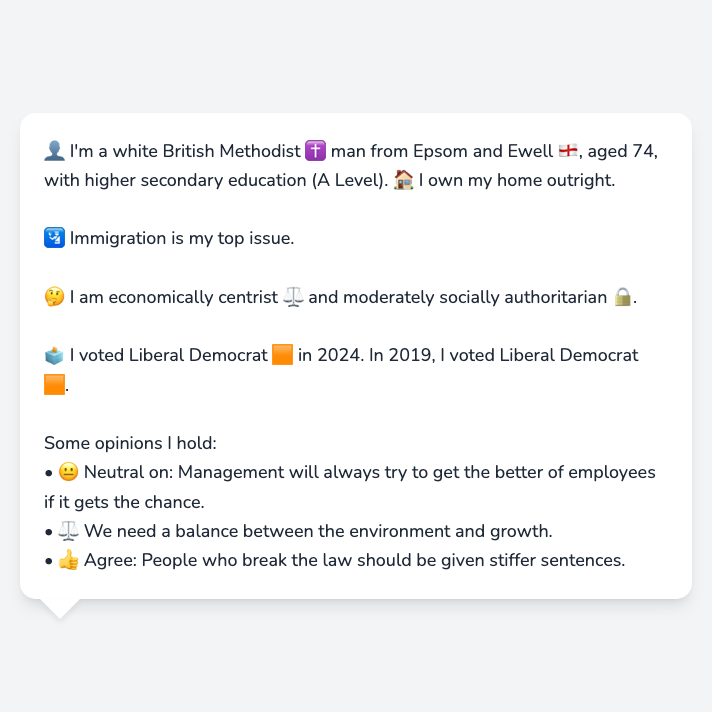 👤 I'm a white British Methodist ✝️ man from Epsom and Ewell 🏴󠁧󠁢󠁥󠁮󠁧󠁿, aged 74,
with higher secondary education (A Level). 🏠 I own my home outright.
🛂 Immigration is my top issue.
🤔 I am economically centrist ⚖️ and moderately socially authoritarian 🔒.
🗳️ I voted Liberal Democrat 🟧 in 2024. In 2019, I voted Liberal Democrat
🟧.
Some opinions I hold:
• 😐 Neutral on: Management will always try to get the better of employees
if it gets the chance.
• ⚖️ We need a balance between the environment and growth.
• 👍 Agree: People who break the law should be given stiffer sentences.